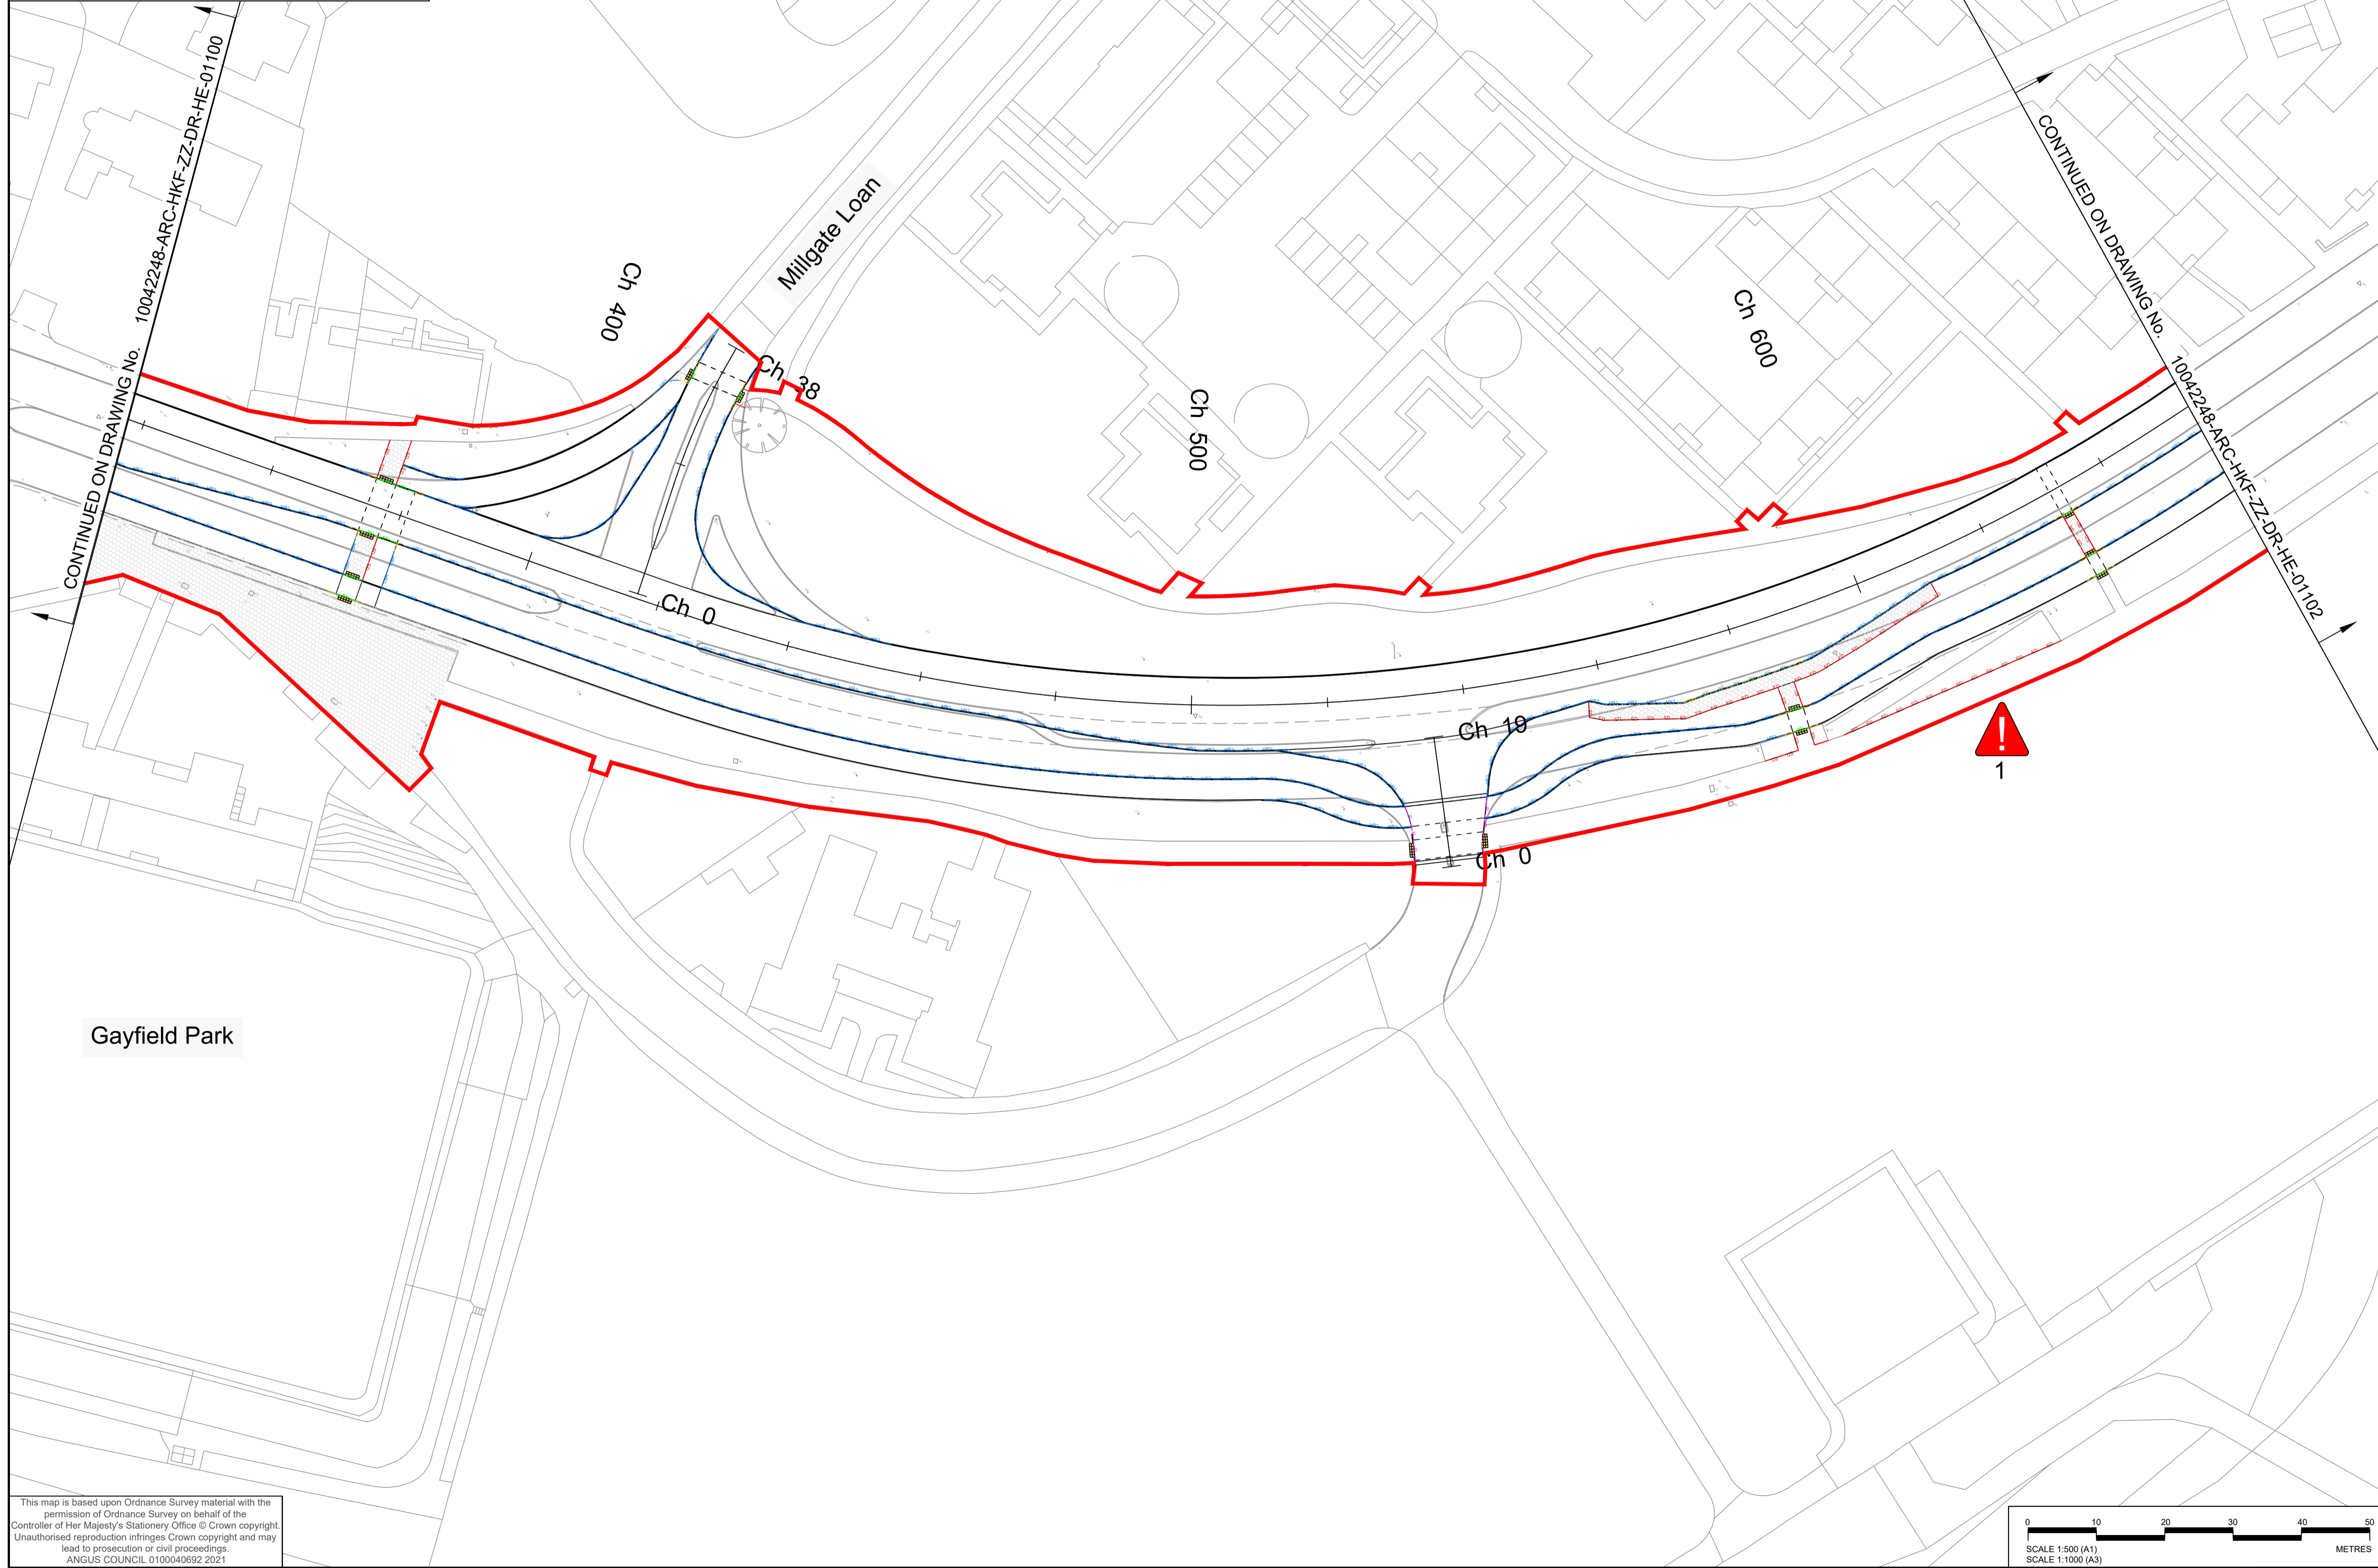 CONTINUED ON DRAWING No. 10042248-ARC-HKF-ZZ-DR-HE-01100
CONTINUED ON DRAWING No. 10042248-ARC-HKF-ZZ-DR-HE-01102
Millgate Loan
Ch 400
Ch 38
Ch 500
Ch 600
Ch 0
Ch 19
Ch 0
1
Gayfield Park
This map is based upon Ordnance Survey material with the
permission of Ordnance Survey on behalf of the
Controller of Her Majesty's Stationery Office © Crown copyright.
Unauthorised reproduction infringes Crown copyright and may
lead to prosecution or civil proceedings.
ANGUS COUNCIL 0100040692 2021
0 10 20 30 40 50
SCALE 1:500 (A1) METRES
SCALE 1:1000 (A3)